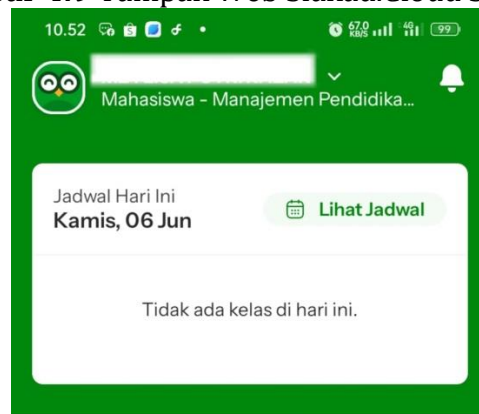 10.52 67.0 KB/S 4G 99
Mahasiswa - Manajemen Pendidika...
Jadwal Hari Ini
Kamis, 06 Jun
Lihat Jadwal
Tidak ada kelas di hari ini.